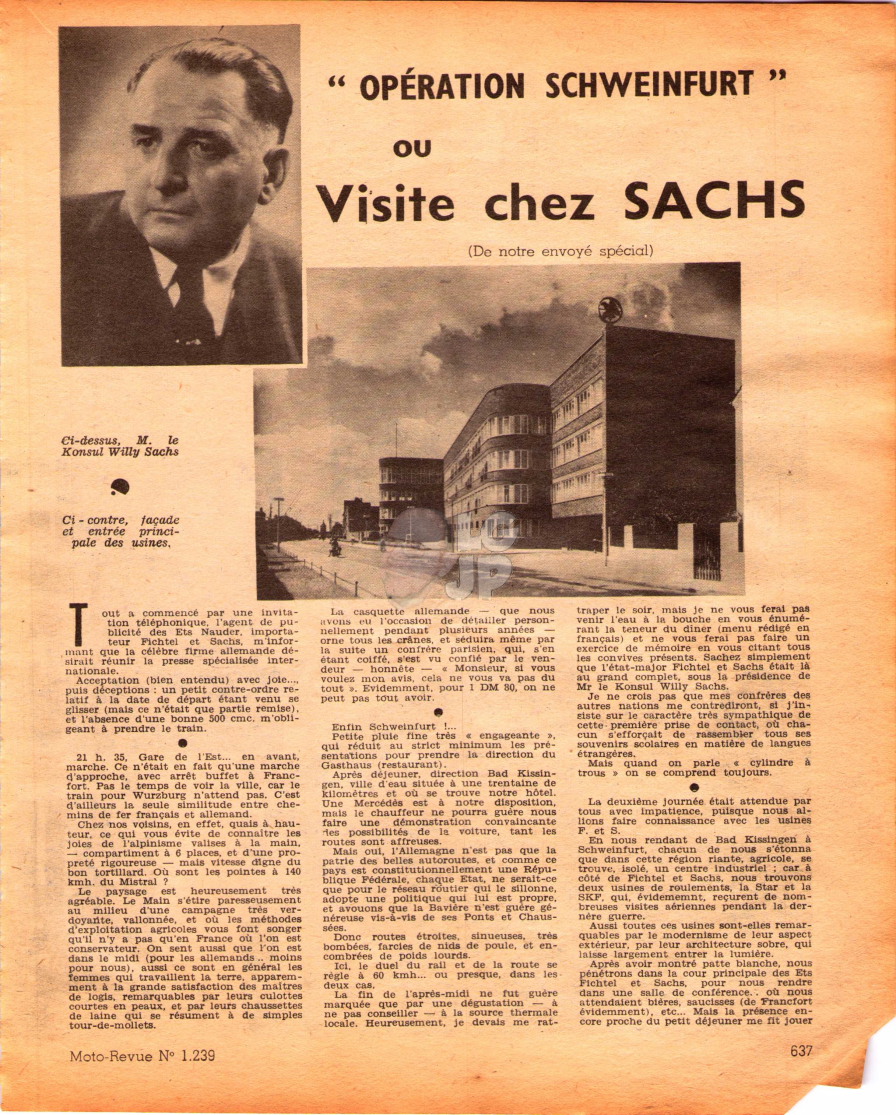 “ OPÉRATION SCHWEINFURT ”
ou
Visite chez SACHS
(De notre envoyé spécial)
Ci-dessus, M. le
Konsul Willy Sachs
Ci - contre, façade
et entrée princi-
pale des usines.
Tout a commencé par une invita-
tion téléphonique, l'agent de pu-
blicité des Ets Nauder, importa-
teur Fichtel et Sachs, m'infor-
mant que la célèbre firme allemande dé-
sirait réunir la presse spécialisée inter-
nationale.
Acceptation (bien entendu) avec joie...,
puis déceptions : un petit contre-ordre re-
latif à la date de départ étant venu se
glisser (mais ce n'était que partie remise),
et l'absence d'une bonne 500 cmc. m'obli-
geant à prendre le train.
21 h. 35, Gare de l'Est... en avant,
marche. Ce n'était en fait qu'une marche
d'approche, avec arrêt buffet à Franc-
fort. Pas le temps de voir la ville, car le
train pour Wurzburg n'attend pas. C'est
d'ailleurs la seule similitude entre che-
mins de fer français et allemand.
Chez nos voisins, en effet, quais à hau-
teur, ce qui vous évite de connaître les
joies de l'alpinisme valises à la main,
— compartiment à 6 places, et d'une pro-
preté rigoureuse — mais vitesse digne du
bon tortillard. Où sont les pointes à 140
kmh. du Mistral ?
Le paysage est heureusement très
agréable. Le Main s'étire paresseusement
au milieu d'une campagne très ver-
doyante, vallonnée, et où les méthodes
d'exploitation agricoles vous font songer
qu'il n'y a pas qu'en France où l'on est
conservateur. On sent aussi que l'on est
dans le midi (pour les allemands .. moins
pour nous), aussi ce sont en général les
femmes qui travaillent la terre, apparem-
ment à la grande satisfaction des maîtres
de logis, remarquables par leurs culottes
courtes en peaux, et par leurs chaussettes
de laine qui se résument à de simples
tour-de-mollets.
La casquette allemande — que nous
avons eu l'occasion de détailler person-
nellement pendant plusieurs années —
orne tous les crânes, et séduira même par
la suite un confrère parisien, qui, s'en
étant coiffé, s'est vu confié par le ven-
deur — honnête — « Monsieur, si vous
voulez mon avis, cela ne vous va pas du
tout ». Evidemment, pour 1 DM 80, on ne
peut pas tout avoir.
Enfin Schweinfurt !...
Petite pluie fine très « engageante »,
qui réduit au strict minimum les pré-
sentations pour prendre la direction du
Gasthaus (restaurant).
Après déjeuner, direction Bad Kissin-
gen, ville d'eau située à une trentaine de
kilomètres et où se trouve notre hôtel.
Une Mercédès est à notre disposition,
mais le chauffeur ne pourra guère nous
faire une démonstration convaincante
des possibilités de la voiture, tant les
routes sont affreuses.
Mais oui, l'Allemagne n'est pas que la
patrie des belles autoroutes, et comme ce
pays est constitutionnellement une Répu-
blique Fédérale, chaque Etat, ne serait-ce
que pour le réseau routier qui le sillonne,
adopte une politique qui lui est propre,
et avouons que la Bavière n'est guère gé-
néreuse vis-à-vis de ses Ponts et Chaus-
sées.
Donc routes étroites, sinueuses, très
bombées, farcies de nids de poule, et en-
combrées de poids lourds.
Ici, le duel du rail et de la route se
règle à 60 kmh... ou presque, dans les
deux cas.
La fin de l'après-midi ne fut guère
marquée que par une dégustation — à
ne pas conseiller — à la source thermale
locale. Heureusement, je devais me rat-
traper le soir, mais je ne vous ferai pas
venir l'eau à la bouche en vous énumé-
rant la teneur du dîner (menu rédigé en
français) et ne vous ferai pas faire un
exercice de mémoire en vous citant tous
les convives présents. Sachez simplement
que l'état-major Fichtel et Sachs était là
au grand complet, sous la présidence de
Mr le Konsul Willy Sachs.
Je ne crois pas que mes confrères des
autres nations me contrediront, si j'in-
siste sur le caractère très sympathique de
cette première prise de contact, où cha-
cun s'efforçait de rassembler tous ses
souvenirs scolaires en matière de langues
étrangères.
Mais quand on parle « cylindre à
trous » on se comprend toujours.
La deuxième journée était attendue par
tous avec impatience, puisque nous al-
lions faire connaissance avec les usines
F. et S.
En nous rendant de Bad Kissingen à
Schweinfurt, chacun de nous s'étonna
que dans cette région riante, agricole, se
trouve, isolé, un centre industriel ; car à
côté de Fichtel et Sachs, nous trouvons
deux usines de roulements, la Star et la
SKF, qui, évidememnt, reçurent de nom-
breuses visites aériennes pendant la der-
nère guerre.
Aussi toutes ces usines sont-elles remar-
quables par le modernisme de leur aspect
extérieur, par leur architecture sobre, qui
laisse largement entrer la lumière.
Après avoir montré patte blanche, nous
pénétrons dans la cour principale des Ets
Fichtel et Sachs, pour nous rendre
dans une salle de conférence.. où nous
attendaient bières, saucisses (de Francfort
évidemment), etc... Mais la présence en-
core proche du petit déjeuner me fit jouer
Moto-Revue N° 1.239
637